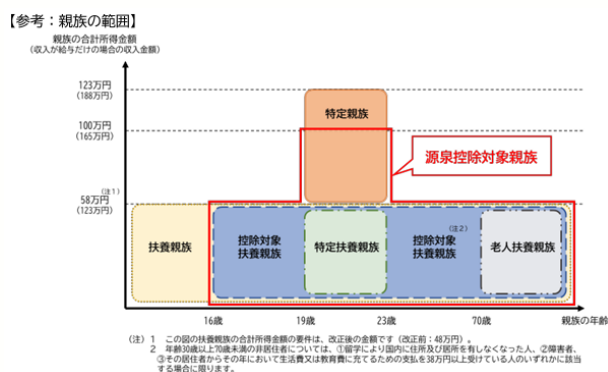 【参考：親族の範囲】
親族の合計所得金額
(収入が給与だけの場合の収入金額)
123万円
(188万円)
特定親族
100万円
(165万円)
源泉控除対象親族
(注1)
58万円
(123万円)
扶養親族
控除対象
扶養親族
特定扶養親族
(注2)
控除対象
扶養親族
老人扶養親族
16歳
19歳
23歳
70歳
親族の年齢
(注) 1 この図の扶養親族の合計所得金額の要件は、改正後の金額です（改正前：48万円）。
2 年齢30歳以上70歳未満の非居住者については、①留学により国内に住所及び居所を有しなくなった人、②障害者、
③その居住者からその年において生活費又は教育費に充てるための支払を38万円以上受けている人のいずれかに該当
する場合に限ります。